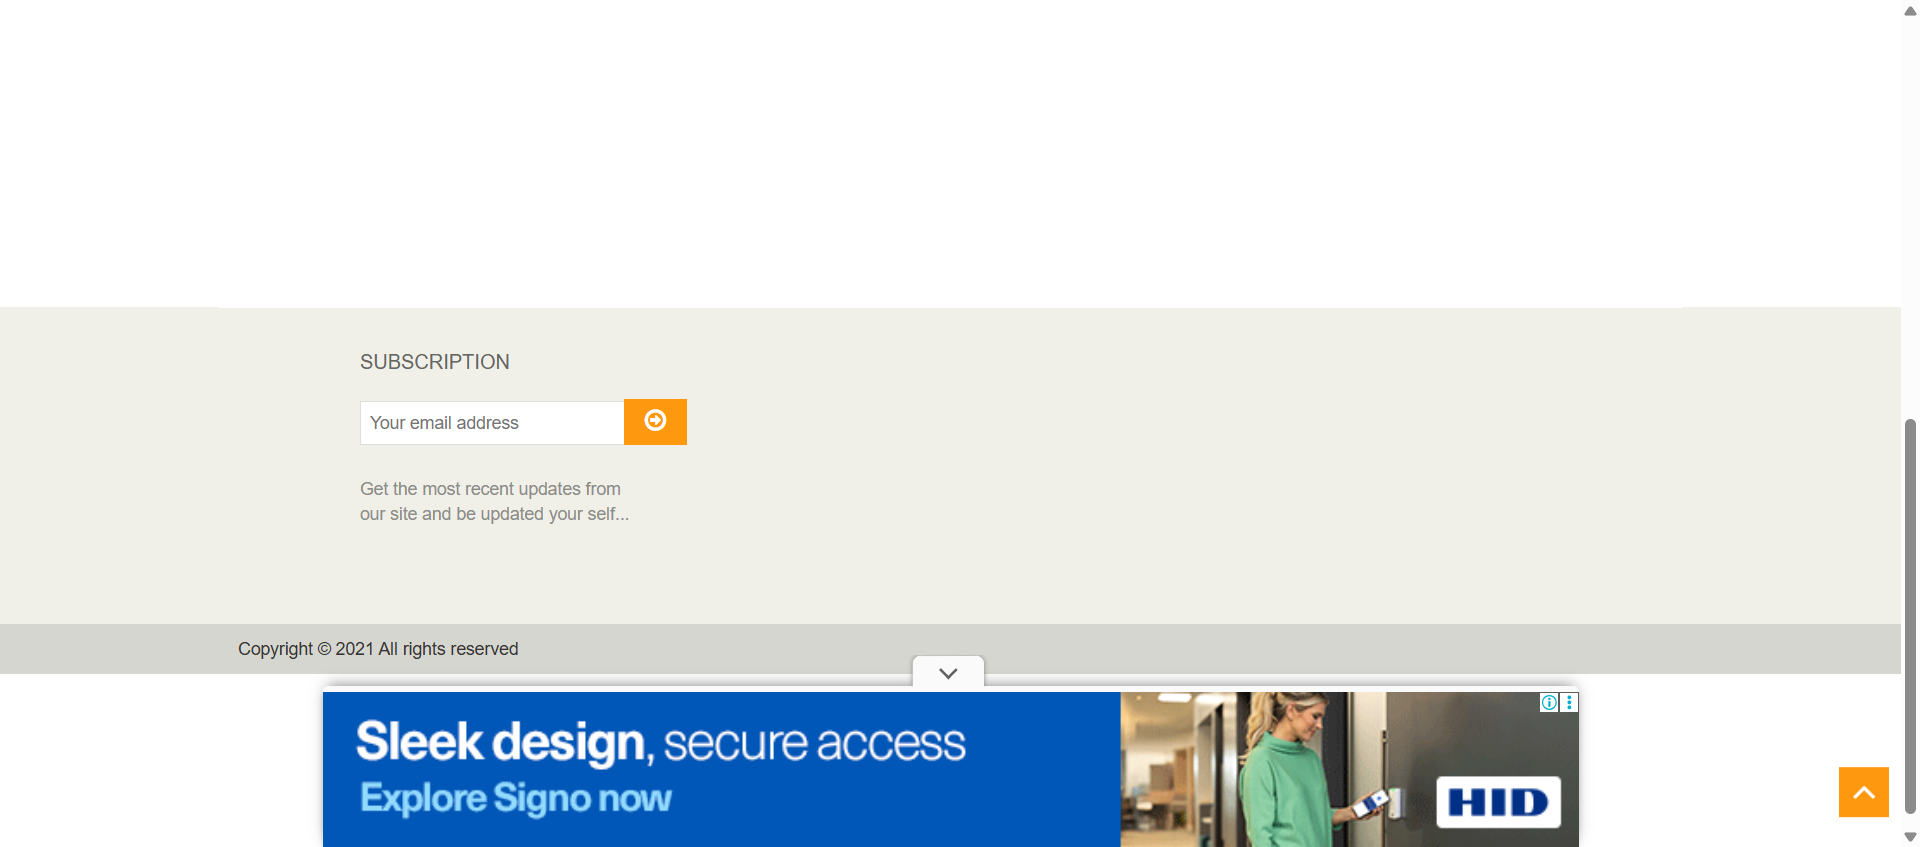 SUBSCRIPTION
Your email address
Get the most recent updates from
our site and be updated your self...
Copyright © 2021 All rights reserved
Sleek design, secure access
Explore Signo now
HID